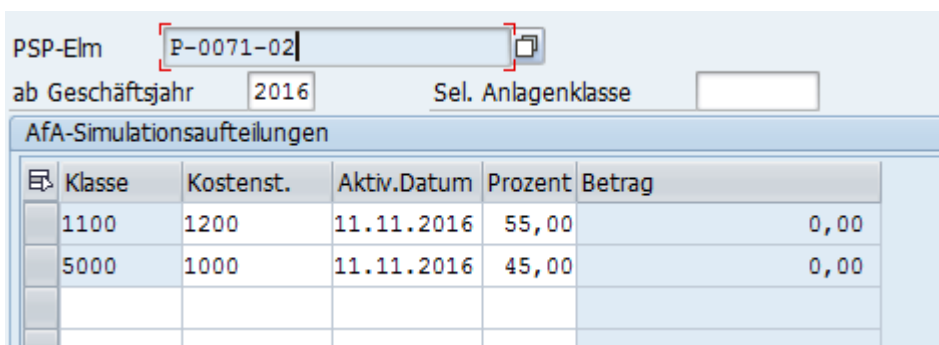 PSP-Elm P-0071-02
ab Geschäftsjahr 2016 Sel. Anlagenklasse
AfA-Simulationsaufteilungen
Klasse Kostenst. Aktiv.Datum Prozent Betrag
1100 1200 11.11.2016 55,00 0,00
5000 1000 11.11.2016 45,00 0,00